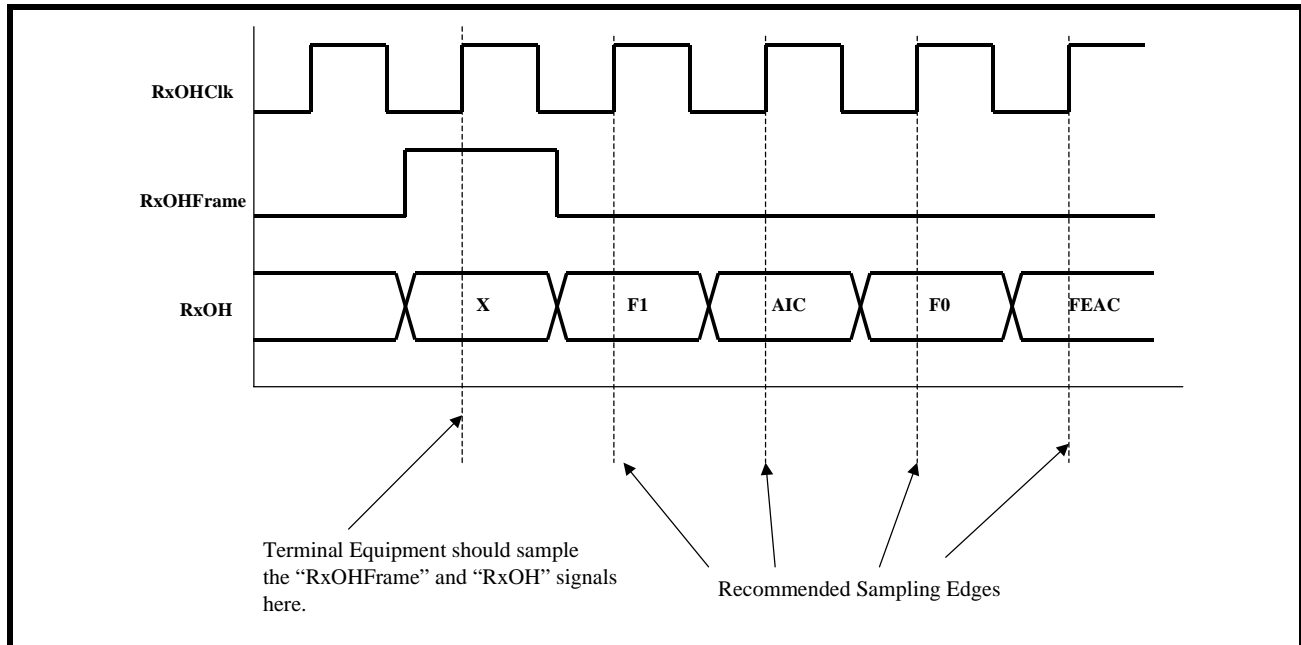 RxOHClk
RxOHFrame
RxOH
X
F1
AIC
F0
FEAC
Terminal Equipment should sample
the “RxOHFrame” and “RxOH” signals
here.
Recommended Sampling Edges